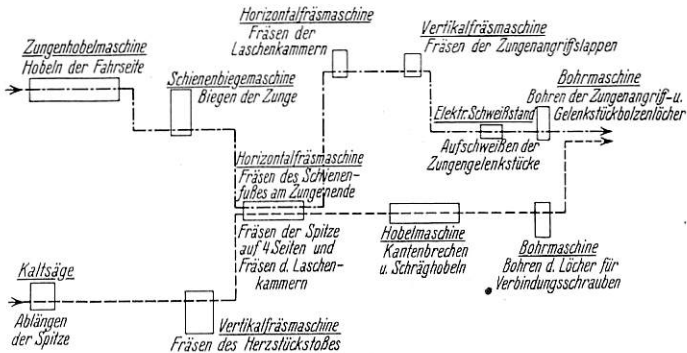 Horizontalfräsmaschine
Fräsen der
Laschenkammern
Vertikalfräsmaschine
Fräsen der Zungenangriffslappen
Zungenhobelmaschine
Hobeln der Fahrseite
Schienenbiegemaschine
Biegen der Zunge
Bohrmaschine
Bohren der Zungenangriff-u.
Gelenkstückbolzenlöcher
Elektr. Schweißstand
Aufschweißen der
Zungengelenkstücke
Horizontalfräsmaschine
Fräsen des Schienen-
fußes am Zungenende
Fräsen der Spitze
auf 4 Seiten und
Fräsen d. Laschen-
kammern
Hobelmaschine
Kantenbrechen
u. Schräghobeln
Bohrmaschine
Bohren d. Löcher für
Verbindungsschrauben
Kaltsäge
Ablängen
der Spitze
Vertikalfräsmaschine
Fräsen des Herzstückstoßes